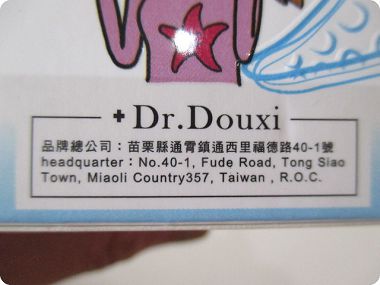 Dr.Douxi
品牌總公司：苗栗縣通霄鎮通西里福德路40-1號
headquarter：No.40-1, Fude Road, Tong Siao
Town, Miaoli Country357, Taiwan , R.O.C.